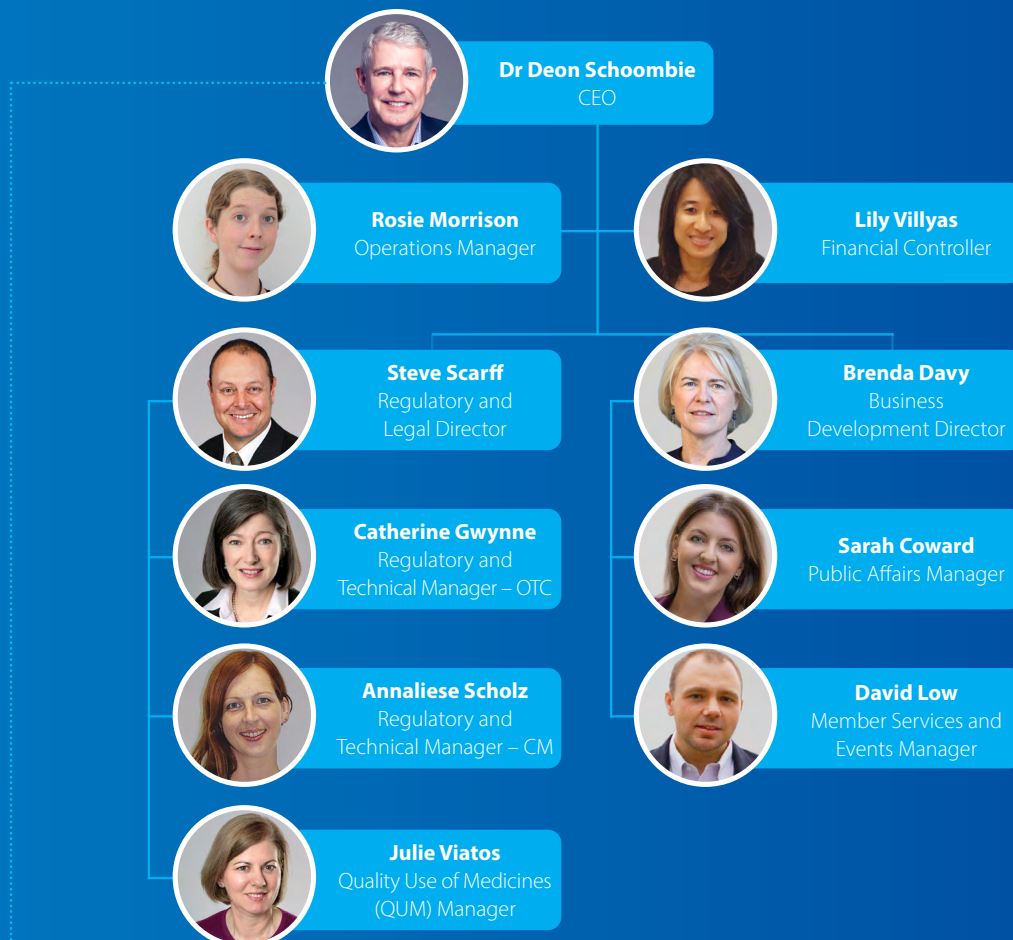 Dr Deon Schoombie
CEO
Rosie Morrison
Operations Manager
Lily Villyas
Financial Controller
Steve Scarff
Regulatory and
Legal Director
Brenda Davy
Business
Development Director
Catherine Gwynne
Regulatory and
Technical Manager – OTC
Sarah Coward
Public Affairs Manager
Annaliese Scholz
Regulatory and
Technical Manager – CM
David Low
Member Services and
Events Manager
Julie Viatos
Quality Use of Medicines
(QUM) Manager